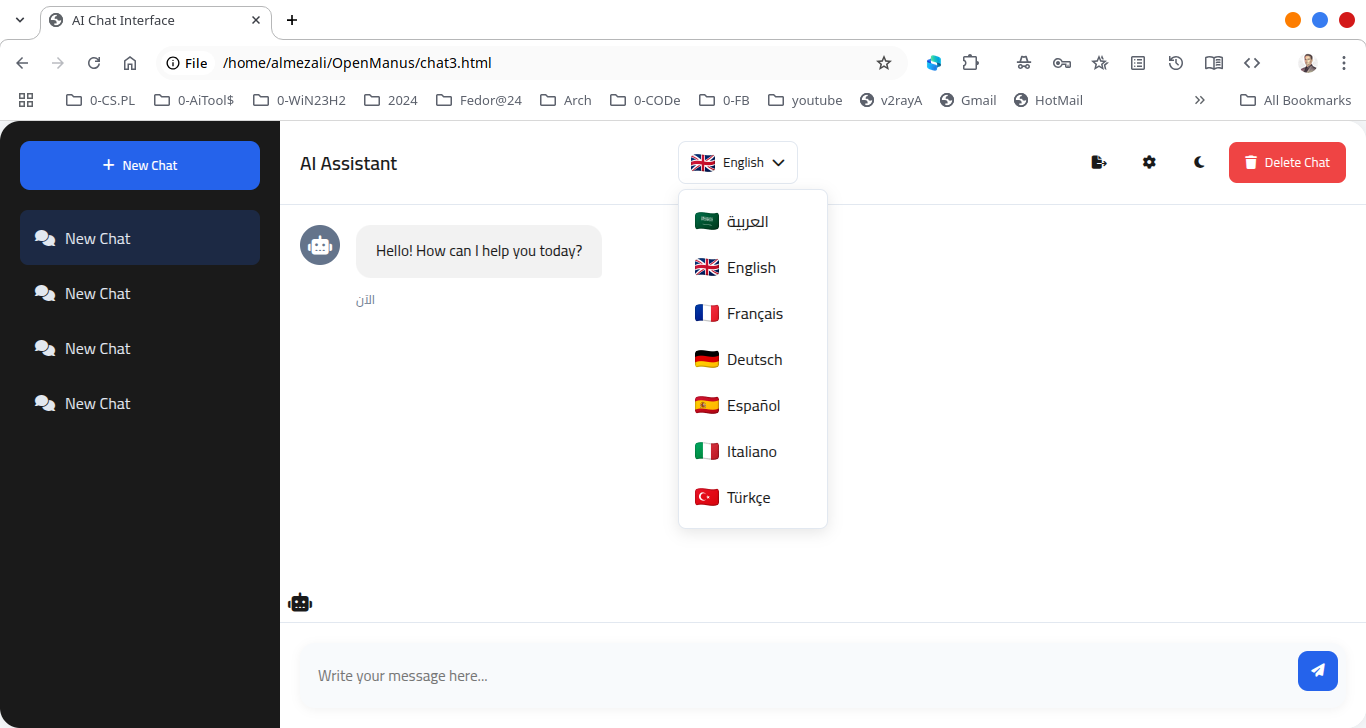 AI Chat Interface
File /home/almezali/OpenManus/chat3.html
0-CS.PL 0-AiTool$ 0-WiN23H2 2024 Fedor@24 Arch 0-CODe 0-FB youtube v2rayA Gmail HotMail All Bookmarks
New Chat
AI Assistant
English
Delete Chat
New Chat
New Chat
New Chat
New Chat
Hello! How can I help you today?
الآن
العربية
English
Français
Deutsch
Español
Italiano
Türkçe
Write your message here...